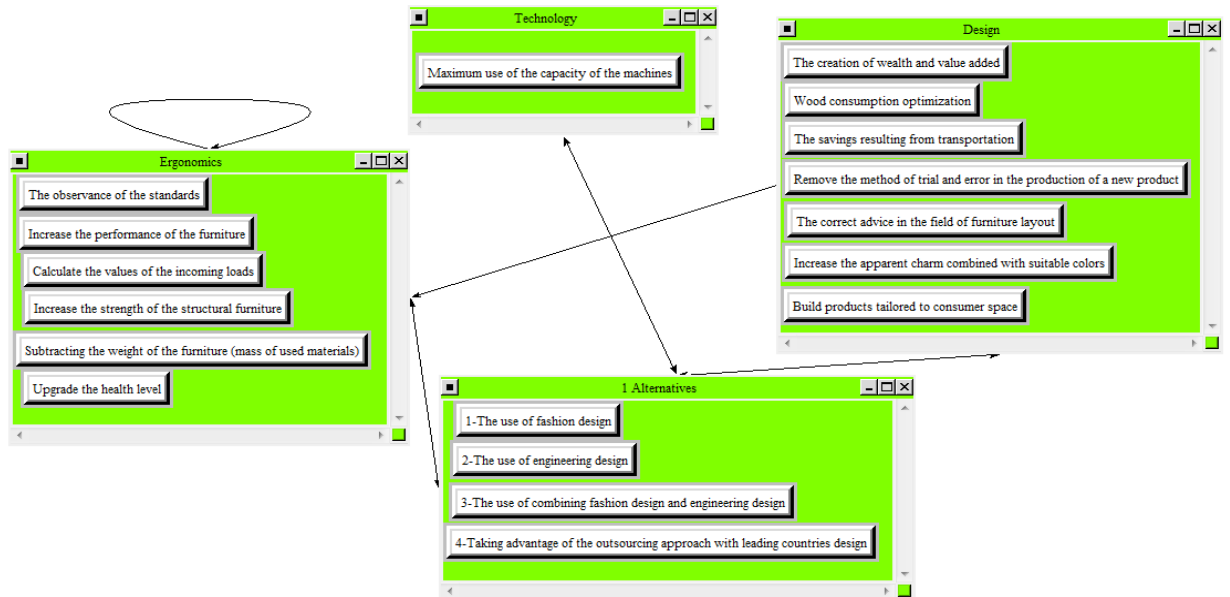 Technology
Maximum use of the capacity of the machines
Design
The creation of wealth and value added
Wood consumption optimization
The savings resulting from transportation
Remove the method of trial and error in the production of a new product
The correct advice in the field of furniture layout
Increase the apparent charm combined with suitable colors
Build products tailored to consumer space
Ergonomics
The observance of the standards
Increase the performance of the furniture
Calculate the values of the incoming loads
Increase the strength of the structural furniture
Subtracting the weight of the furniture (mass of used materials)
Upgrade the health level
1 Alternatives
1-The use of fashion design
2-The use of engineering design
3-The use of combining fashion design and engineering design
4-Taking advantage of the outsourcing approach with leading countries design